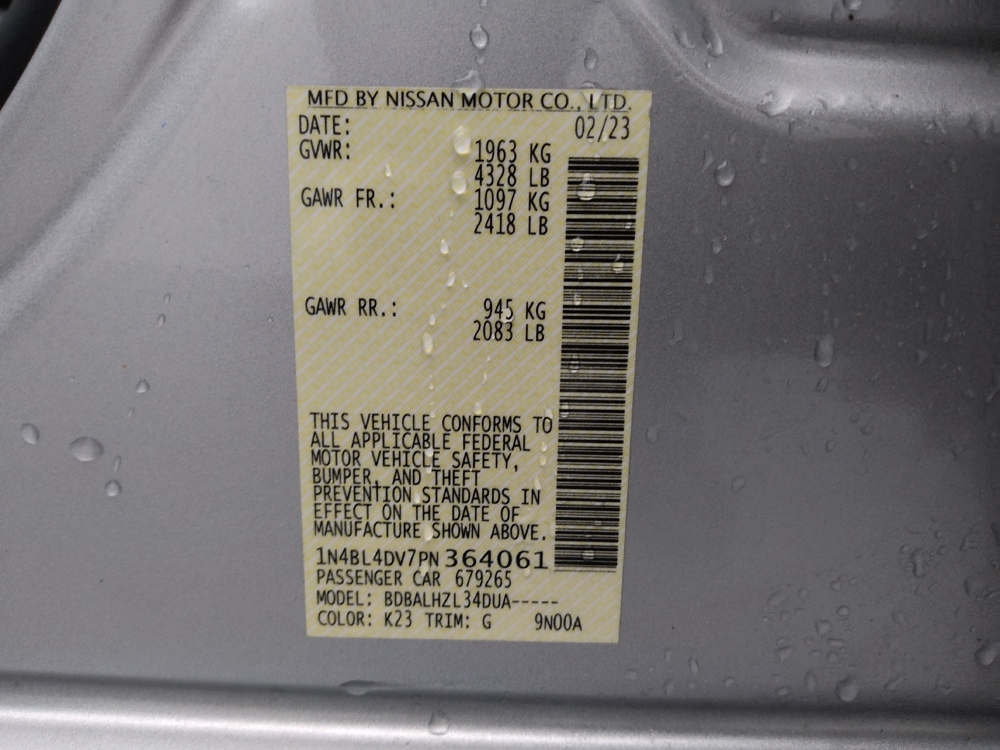 MFD BY NISSAN MOTOR CO., LTD.
DATE: 02/23
GVWR: 1963 KG
4328 LB
GAWR FR.: 1097 KG
2418 LB
GAWR RR.: 945 KG
2083 LB
THIS VEHICLE CONFORMS TO
ALL APPLICABLE FEDERAL
MOTOR VEHICLE SAFETY,
BUMPER, AND THEFT
PREVENTION STANDARDS IN
EFFECT ON THE DATE OF
MANUFACTURE SHOWN ABOVE.
1N4BL4DV7PN364061
PASSENGER CAR 679265
MODEL: BDBALHZL34DUA-----
COLOR: K23 TRIM: G 9N00A